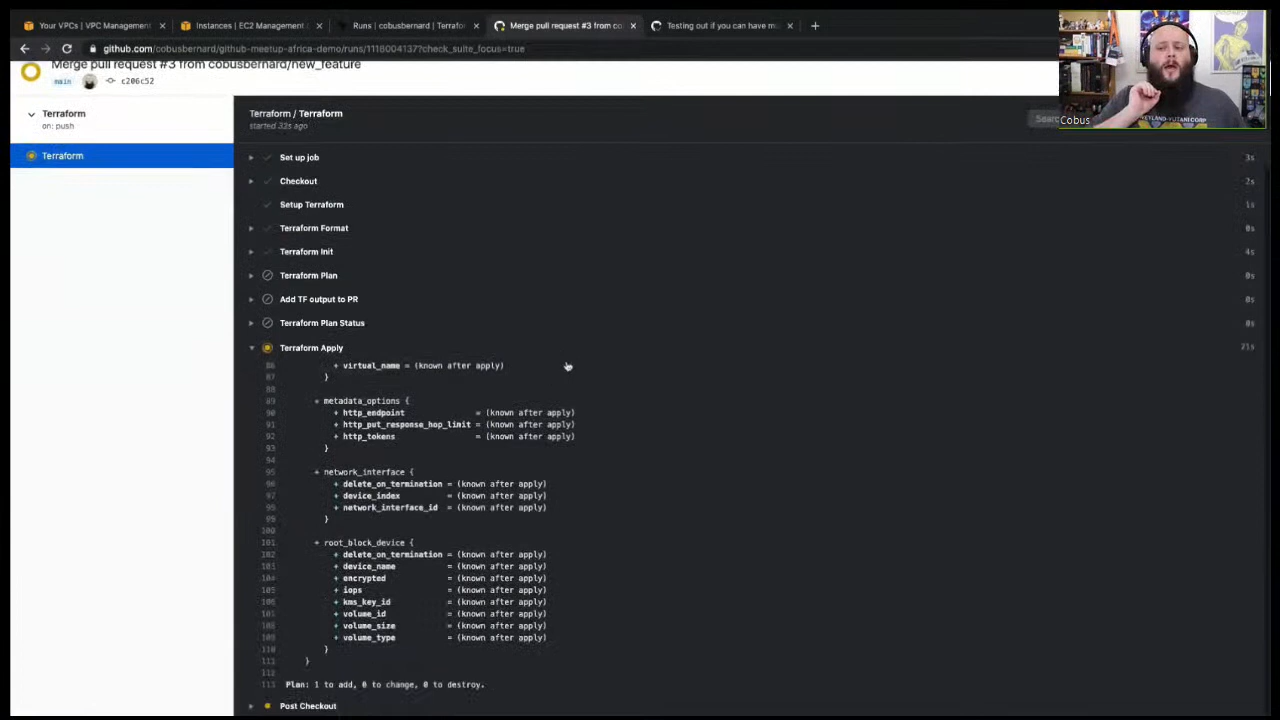 Your VPCs | VPC Management
Instances | EC2 Management
Runs | cobusbernard | Terrafor
Merge pull request #3 from co
Testing out if you can have m
github.com/cobusbernard/github-meetup-africa-demo/runs/1118004137?check_suite_focus=true
Merge pull request #3 from cobusbernard/new_feature
main c206c52
Terraform
on: push
Terraform
Terraform / Terraform
started 32s ago
Sear
Cobus
Set up job 3s
Checkout 2s
Setup Terraform 1s
Terraform Format 0s
Terraform Init 4s
Terraform Plan 0s
Add TF output to PR 0s
Terraform Plan Status 0s
Terraform Apply 21s
86 + virtual_name = (known after apply)
87 }
88
89 + metadata_options {
90 + http_endpoint = (known after apply)
91 + http_put_response_hop_limit = (known after apply)
92 + http_tokens = (known after apply)
93 }
94
95 + network_interface {
96 + delete_on_termination = (known after apply)
97 + device_index = (known after apply)
98 + network_interface_id = (known after apply)
99 }
100
101 + root_block_device {
102 + delete_on_termination = (known after apply)
103 + device_name = (known after apply)
104 + encrypted = (known after apply)
105 + iops = (known after apply)
106 + kms_key_id = (known after apply)
107 + volume_id = (known after apply)
108 + volume_size = (known after apply)
109 + volume_type = (known after apply)
110 }
111 }
112
113 Plan: 1 to add, 0 to change, 0 to destroy.
Post Checkout